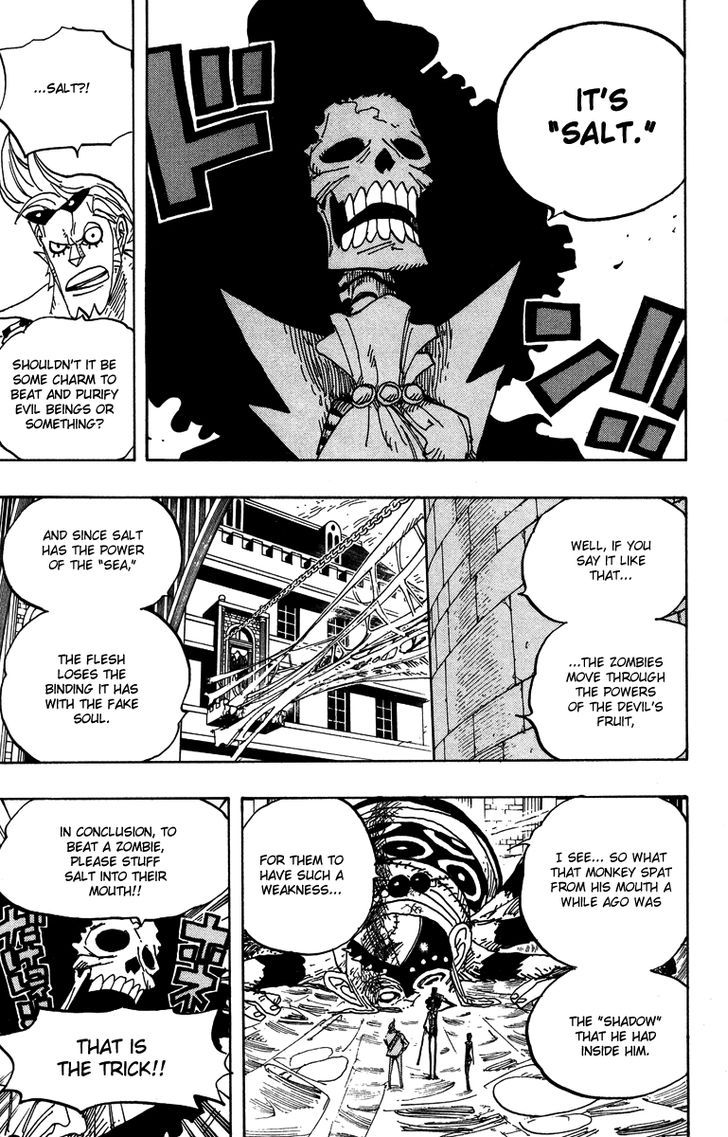 IT'S
"SALT."
ドドン!!
...SALT?!
SHOULDN'T IT BE
SOME CHARM TO
BEAT AND PURIFY
EVIL BEINGS OR
SOMETHING?
WELL, IF YOU
SAY IT LIKE
THAT...
...THE ZOMBIES
MOVE THROUGH
THE POWERS
OF THE DEVIL'S
FRUIT,
AND SINCE SALT
HAS THE POWER
OF THE "SEA,"
THE FLESH
LOSES THE
BINDING IT HAS
WITH THE FAKE
SOUL.
I SEE... SO WHAT
THAT MONKEY SPAT
FROM HIS MOUTH A
WHILE AGO WAS
THE "SHADOW"
THAT HE HAD
INSIDE HIM.
FOR THEM TO
HAVE SUCH A
WEAKNESS...
IN CONCLUSION, TO
BEAT A ZOMBIE,
PLEASE STUFF
SALT INTO THEIR
MOUTH!!
THAT IS
THE TRICK!!